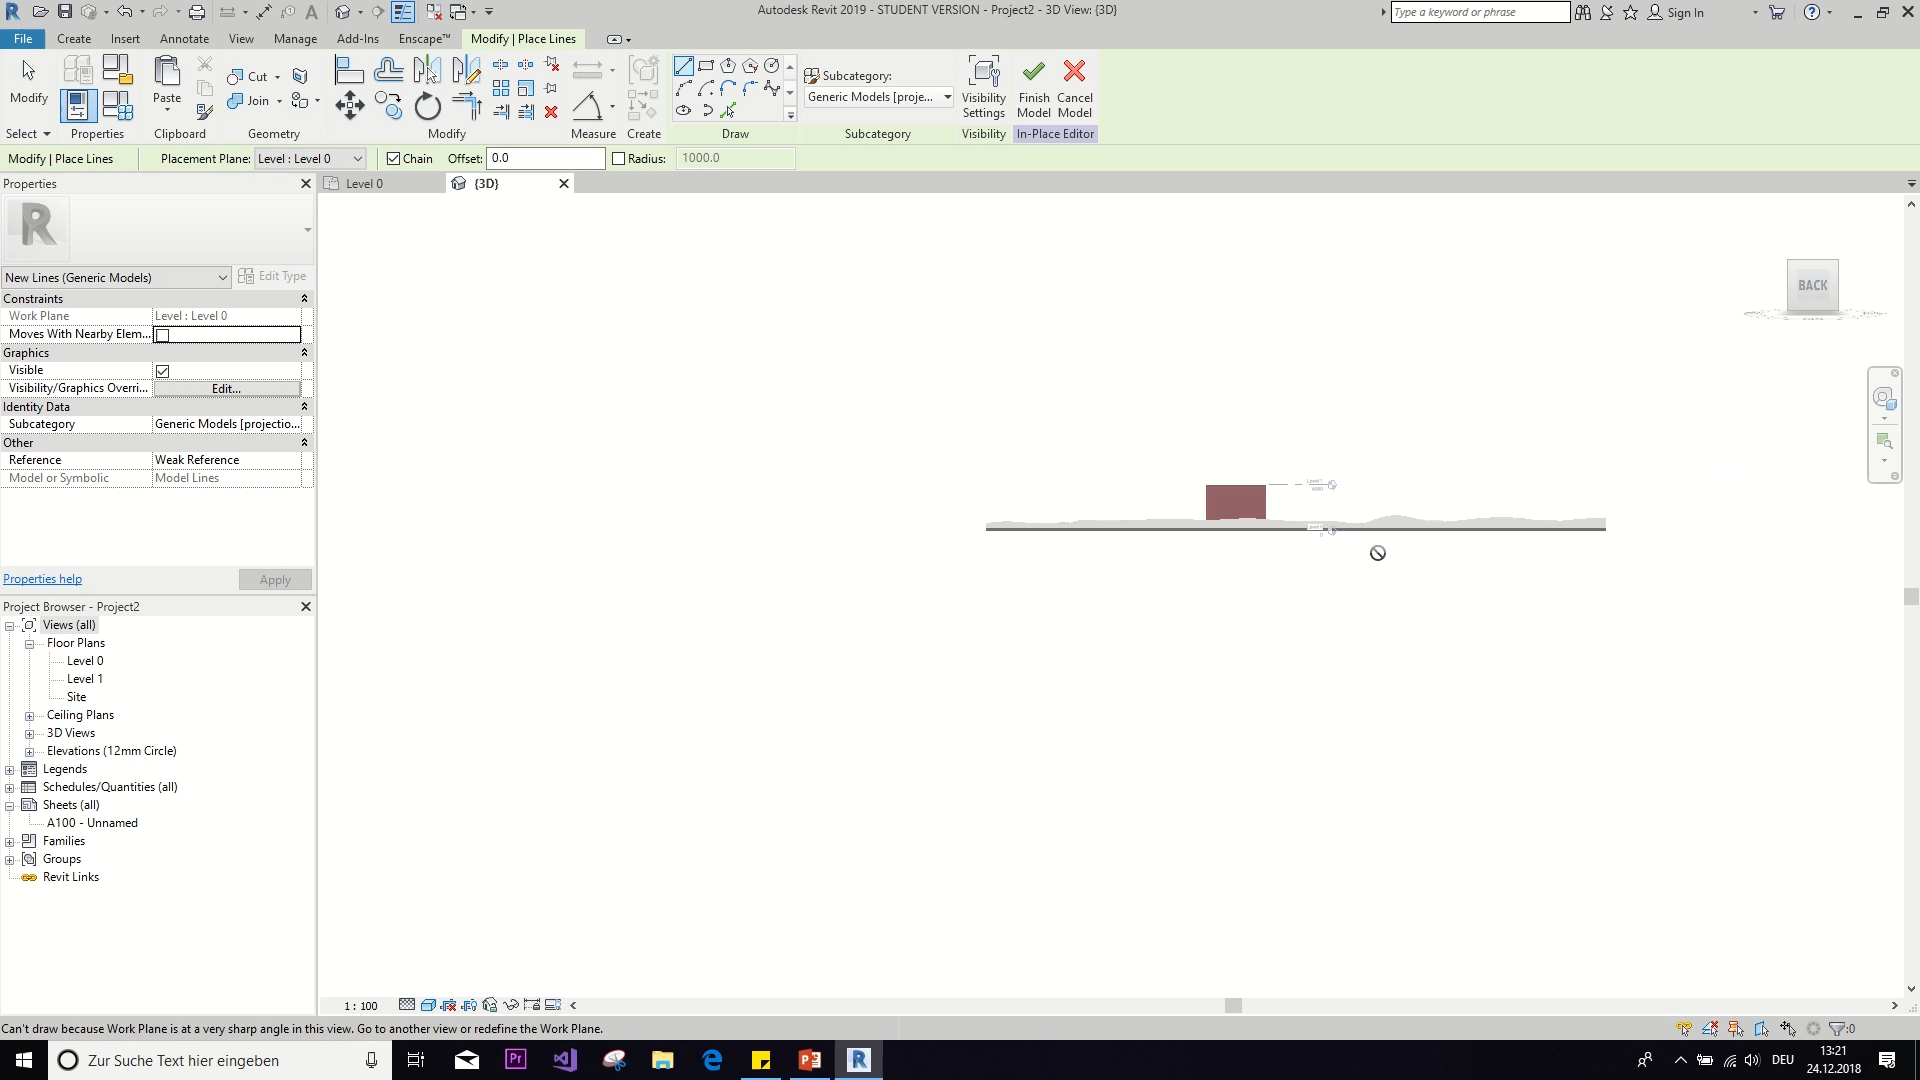 Autodesk Revit 2019 - STUDENT VERSION - Project2 - 3D View: {3D}
Type a keyword or phrase
Sign In
File Create Insert Annotate View Manage Add-Ins Enscape™ Modify | Place Lines
Modify
Paste
Cut
Join
Subcategory:
Generic Models [proje...
Visibility Settings
Finish Model
Cancel Model
Select Properties Clipboard Geometry Modify Measure Create Draw Subcategory Visibility In-Place Editor
Modify | Place Lines Placement Plane: Level : Level 0 Chain Offset: 0.0 Radius: 1000.0
Properties
Level 0
{3D}
New Lines (Generic Models) Edit Type
Constraints
Work Plane Level : Level 0
Moves With Nearby Elem...
Graphics
Visible
Visibility/Graphics Overri... Edit...
Identity Data
Subcategory Generic Models [projectio...
Other
Reference Weak Reference
Model or Symbolic Model Lines
Properties help Apply
BACK
Project Browser - Project2
Views (all)
Floor Plans
Level 0
Level 1
Site
Ceiling Plans
3D Views
Elevations (12mm Circle)
Legends
Schedules/Quantities (all)
Sheets (all)
A100 - Unnamed
Families
Groups
Revit Links
1 : 100
Can't draw because Work Plane is at a very sharp angle in this view. Go to another view or redefine the Work Plane.
:0
Zur Suche Text hier eingeben
DEU
13:21
24.12.2018